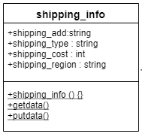 shipping_info
+shipping_add:string
+shipping_type : string
+shipping_cost : int
+shipping_region : string
+shipping_info () {}
+getdata()
+putdata()